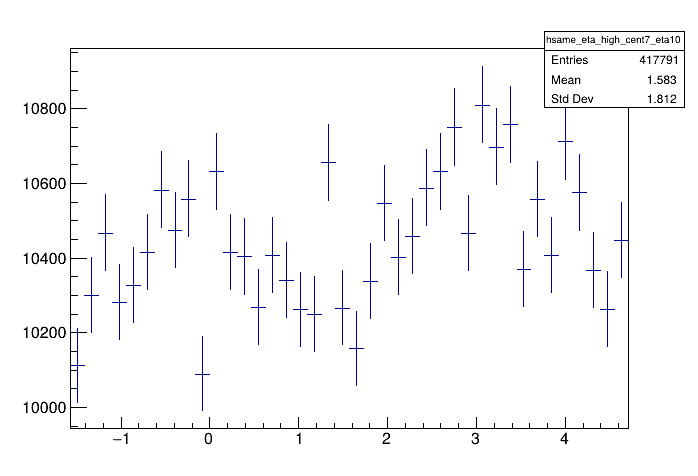 hsame_eta_high_cent7_eta10
Entries 417791
Mean 1.583
Std Dev 1.812
10800
10600
10400
10200
10000
−1 0 1 2 3 4